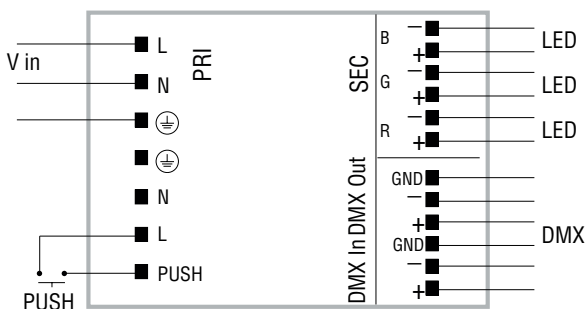 V in
L
N
N
L
PUSH
PUSH
PRI
SEC
B
−
+
LED
G
−
+
LED
R
−
+
LED
DMX Out
GND
−
+
DMX In
GND
−
+
DMX